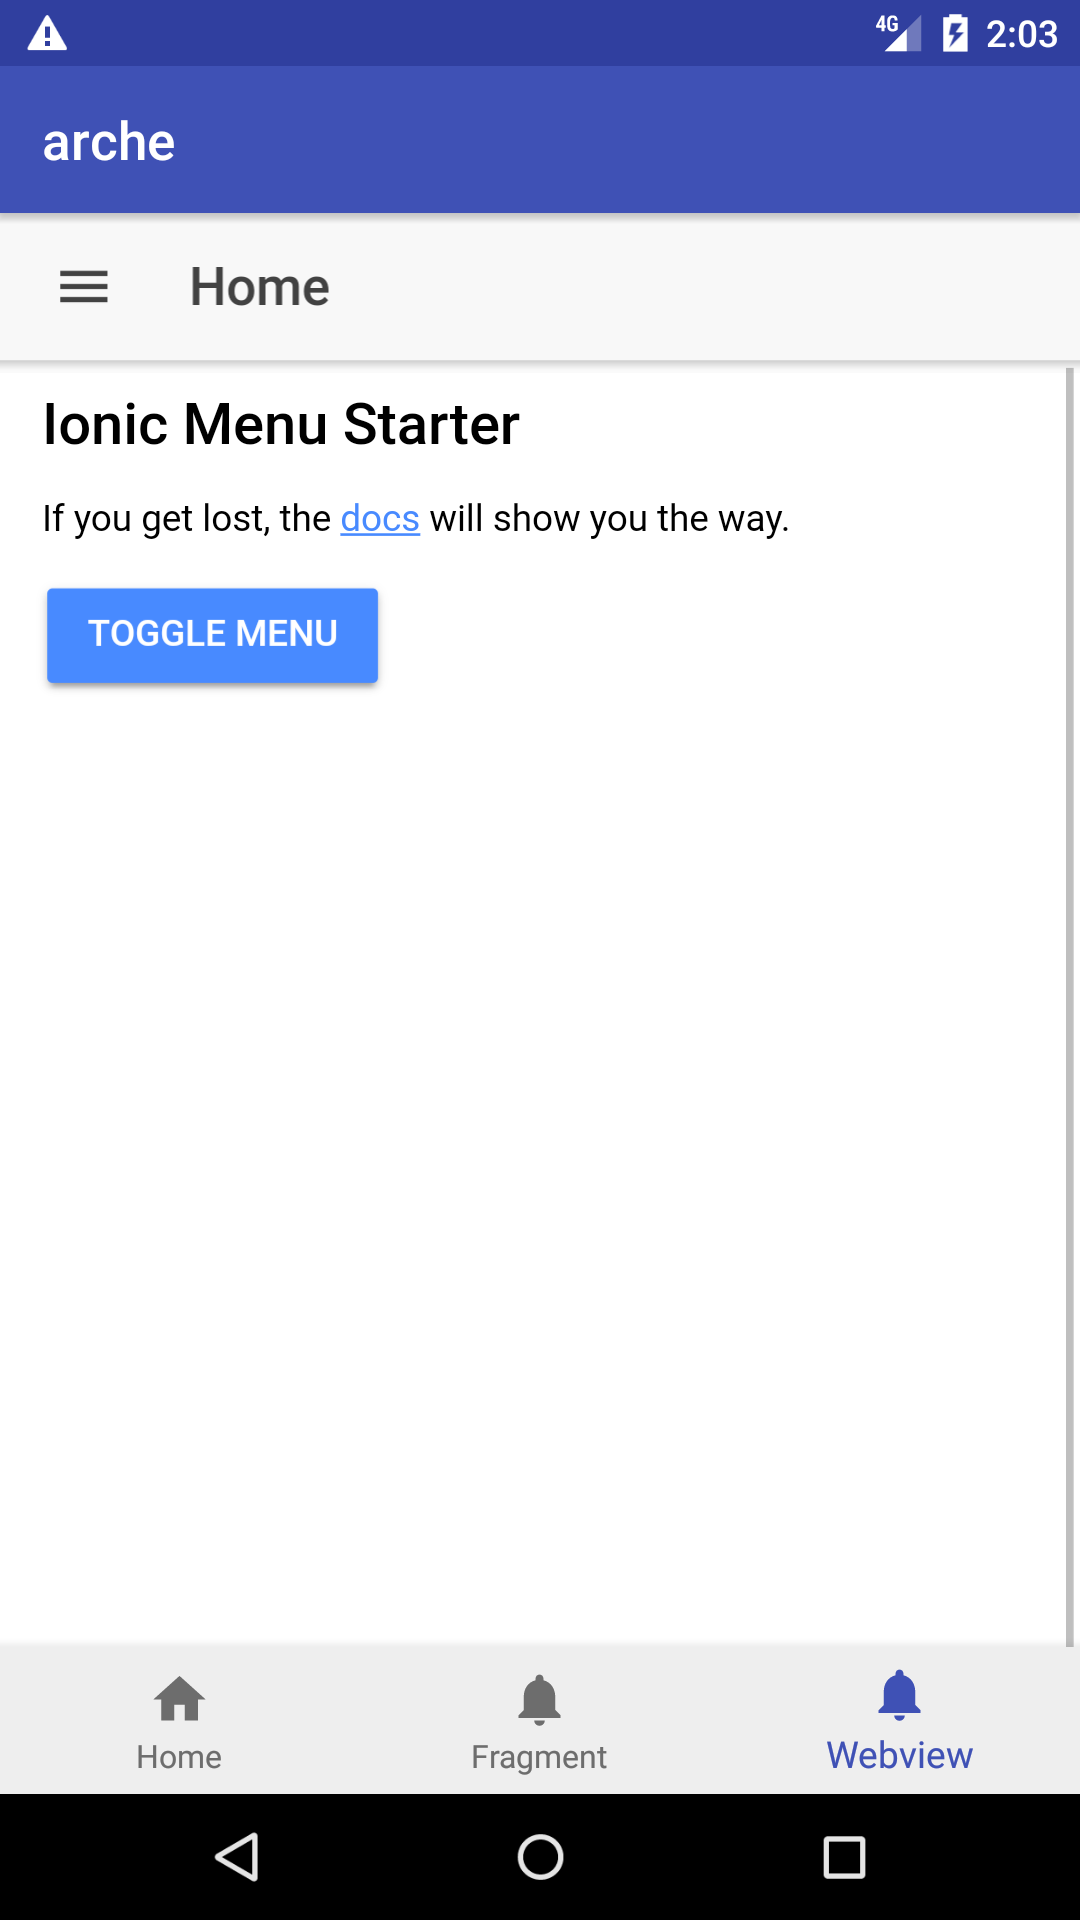 4G 2:03
arche
Home
Ionic Menu Starter
If you get lost, the docs will show you the way.
TOGGLE MENU
Home Fragment Webview